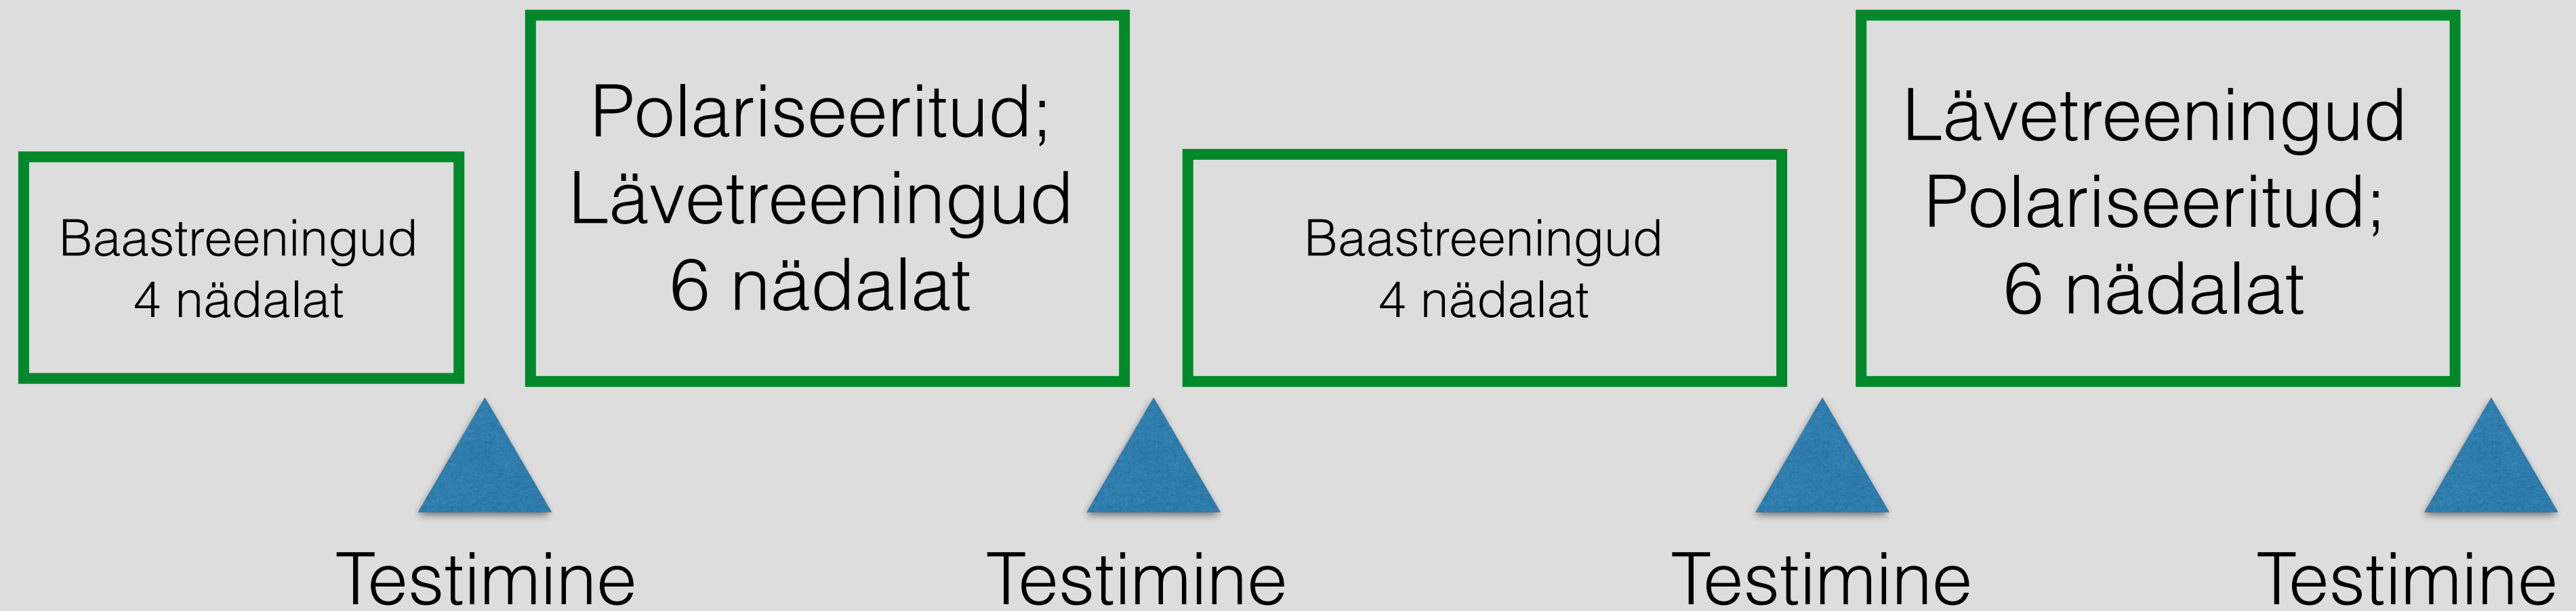 Baastreeningud
4 nädalat
Polariseeritud;
Lävetreeningud
6 nädalat
Baastreeningud
4 nädalat
Lävetreeningud
Polariseeritud;
6 nädalat
Testimine
Testimine
Testimine
Testimine